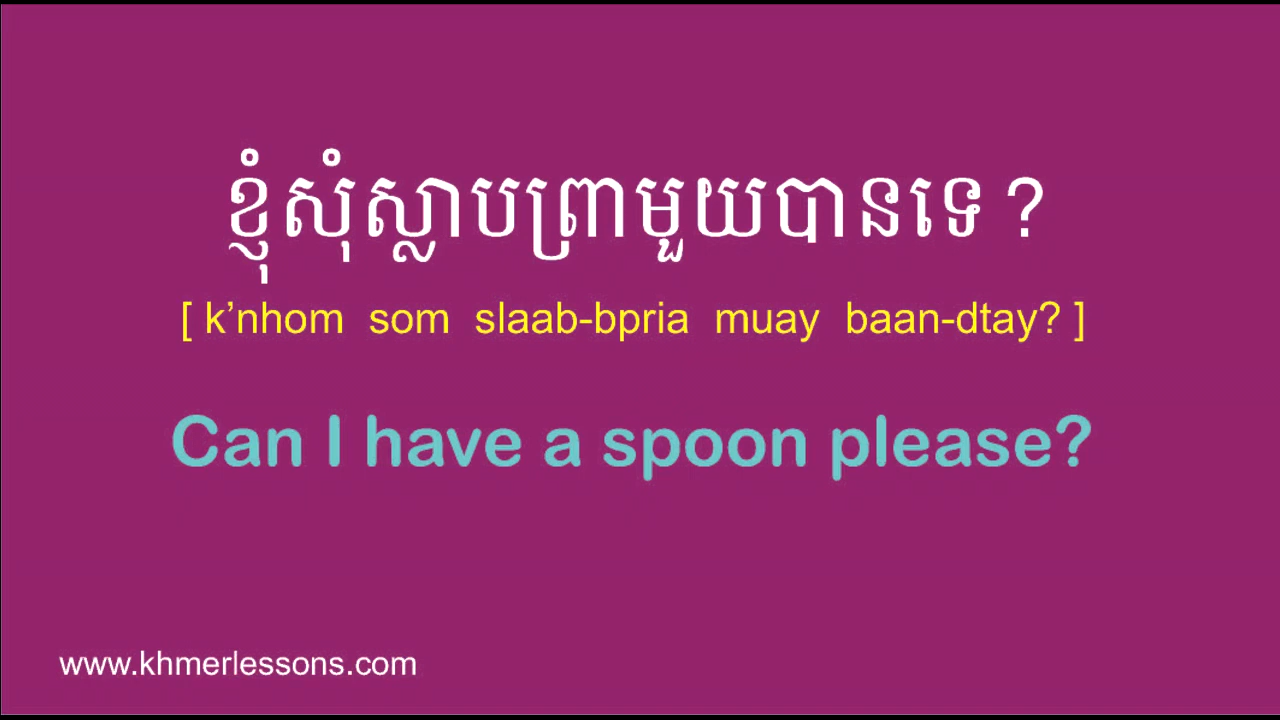 ខ្ញុំសុំស្លាបព្រាមួយបានទេ ?
[ k’nhom som slaab-bpria muay baan-dtay? ]
Can I have a spoon please?
www.khmerlessons.com